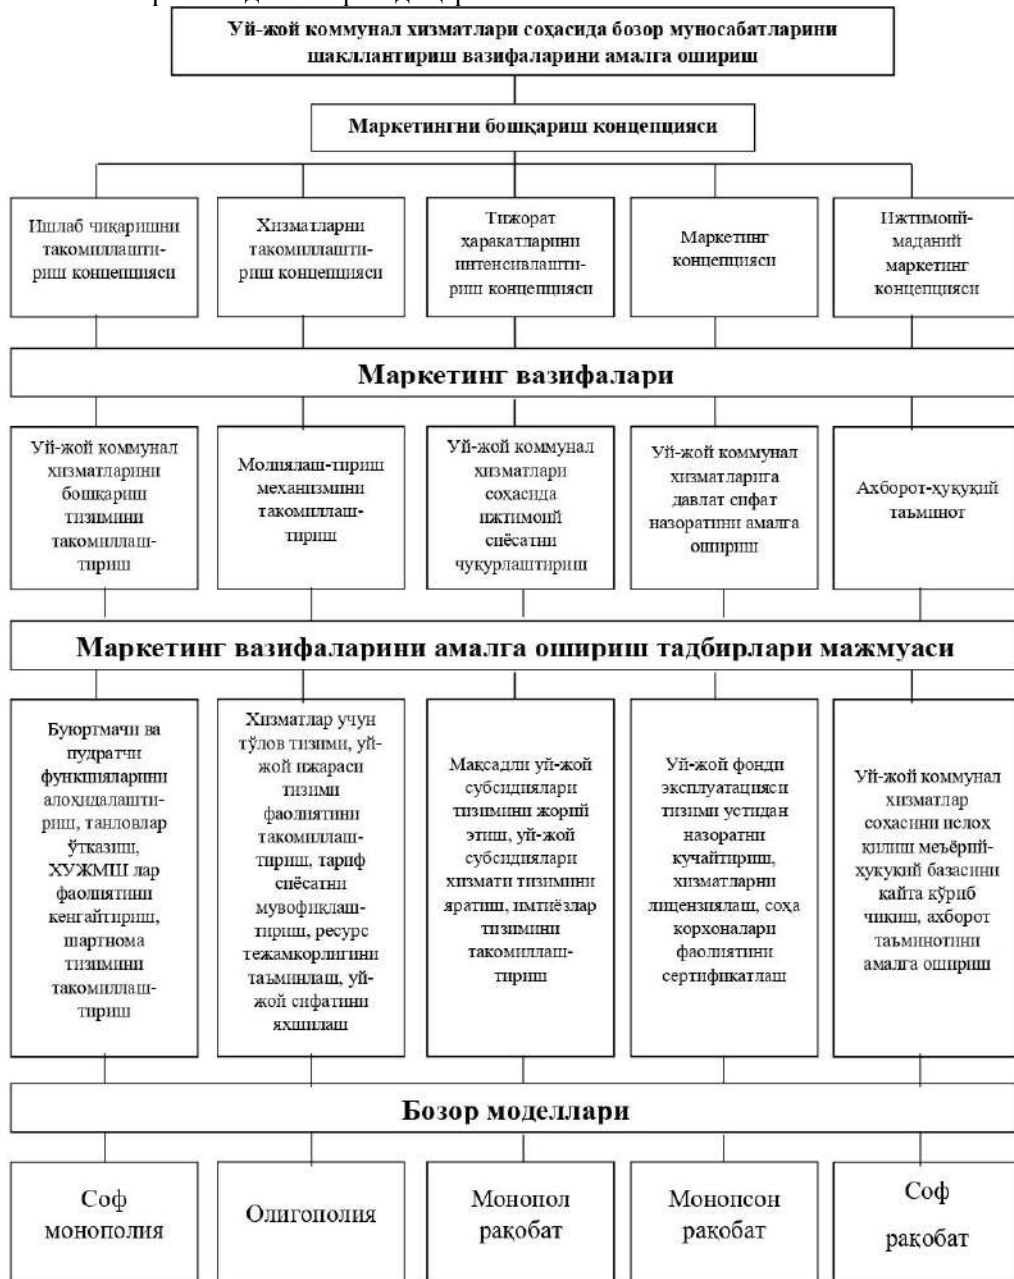 Уй-жой коммунал хизматлари соҳасида бозор муносабатларини
шакллантириш вазифаларини амалга ошириш
Маркетингни бошқариш концепцияси
Ишлаб чиқаришни
такомиллашти-
риш концепцияси
Хизматларни
такомиллашти-
риш концепцияси
Тижорат
ҳаракатларини
интенсивлашти-
риш концепцияси
Маркетинг
концепцияси
Ижтимоий-
маданий
маркетинг
концепцияси
Маркетинг вазифалари
Уй-жой коммунал
хизматларини
бошқариш
тизимини
такомиллаш-
тириш
Молиялаш-тириш
механизмини
такомиллаш-
тириш
Уй-жой коммунал
хизматлари
соҳасида
ижтимоий
сиёсатни
чуқурлаштириш
Уй-жой коммунал
хизматларига
давлат сифат
назоратини амалга
ошириш
Ахборот-ҳуқуқий
таъминот
Маркетинг вазифаларини амалга ошириш тадбирлари мажмуаси
Буюртмачи ва
пудратчи
функцияларини
алоҳидалашти-
риш, танловлар
ўтказиш,
ХУЖМШ лар
фаолиятини
кенгайтириш,
шартнома
тизимини
такомиллаш-
тириш
Хизматлар учун
тўлов тизими, уй-
жой ижараси
тизими
фаолиятини
такомиллаш-
тириш, тариф
сиёсатни
мувофиқлаш-
тириш, ресурс
тежамкорлигини
таъминлаш, уй-
жой сифатини
яхшилаш
Мақсадли уй-жой
субсидиялари
тизимини жорий
этиш, уй-жой
субсидиялари
хизмати тизимини
яратиш, имтиёзлар
тизимини
такомиллаш-
тириш
Уй-жой фонди
эксплуатацияси
тизими устидан
назоратни
кучайтириш,
хизматларни
лицензиялаш, соҳа
корхоналари
фаолиятини
сертификатлаш
Уй-жой коммунал
хизматлар
соҳасини ислоҳ
қилиш меъёрий-
ҳуқуқий базасини
қайта кўриб
чиқиш, ахборот
таъминотини
амалга ошириш
Бозор моделлари
Соф
монополия
Олигополия
Монопол
рақобат
Монопсон
рақобат
Соф
рақобат